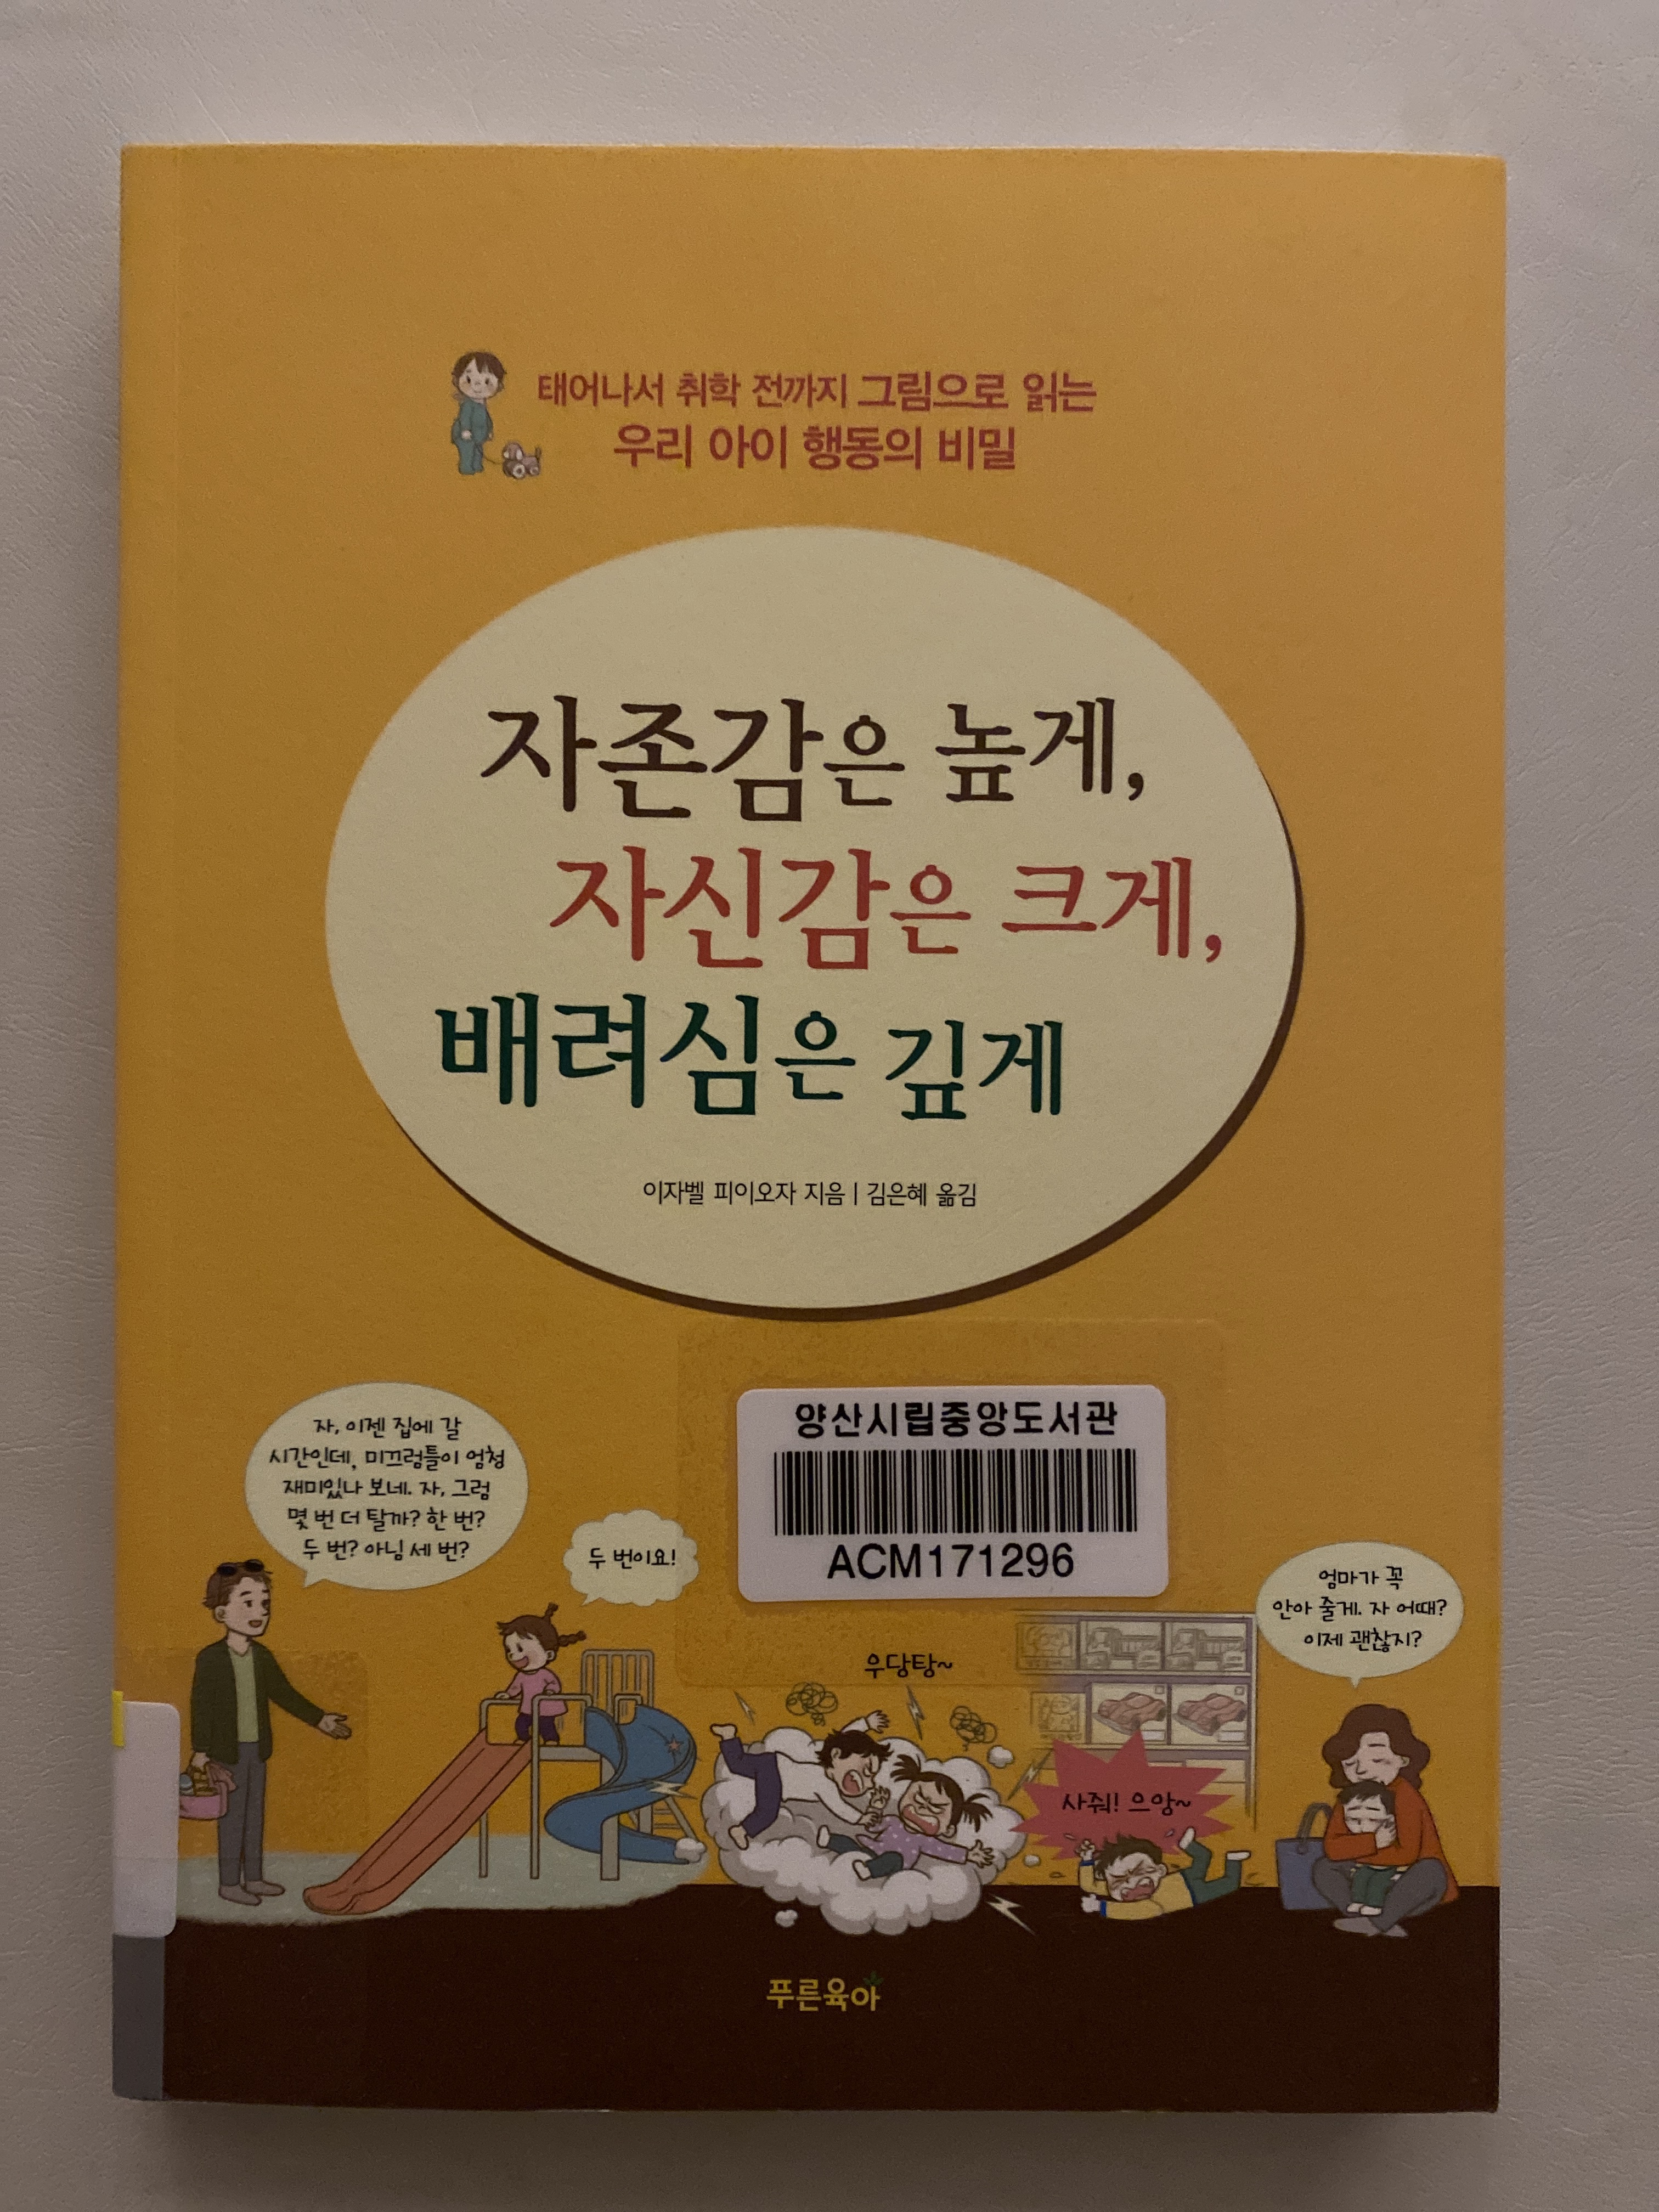 태어나서 취학 전까지 그림으로 읽는
우리 아이 행동의 비밀
자존감은 높게,
자신감은 크게,
배려심은 깊게
이자벨 피이오자 지음 | 김은혜 옮김
자, 이젠 집에 갈
시간인데, 미끄럼틀이 엄청
재미있나 보네. 자, 그럼
몇 번 더 탈까? 한 번?
두 번? 아님 세 번?
두 번이요!
양산시립중앙도서관
ACM171296
우당탕~
사줘! 으앙~
엄마가 꼭
안아 줄게. 자 어때?
이제 괜찮지?
푸른육아